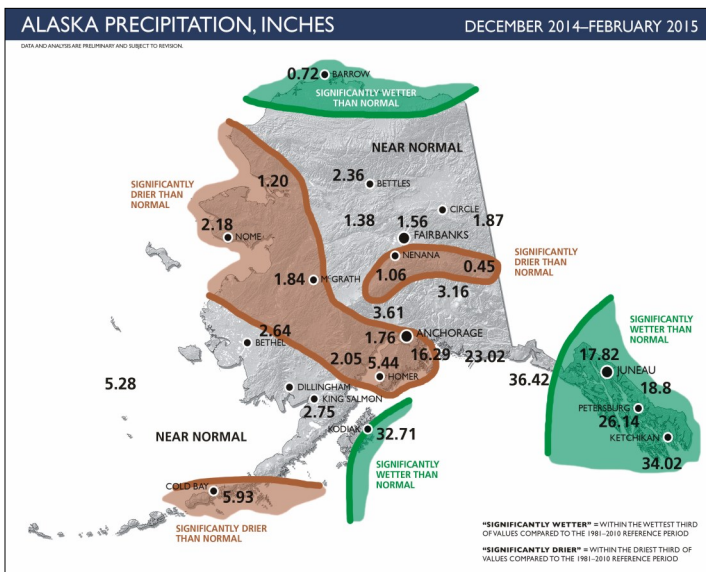 ALASKA PRECIPITATION, INCHES
DECEMBER 2014–FEBRUARY 2015
DATA AND ANALYSIS ARE PRELIMINARY AND SUBJECT TO REVISION.
0.72 BARROW
SIGNIFICANTLY WETTER
THAN NORMAL
NEAR NORMAL
2.36
BETTLES
SIGNIFICANTLY
DRIER THAN
NORMAL
1.20
CIRCLE
1.38
1.56
1.87
2.18
NOME
FAIRBANKS
NENANA
SIGNIFICANTLY
DRIER THAN
NORMAL
1.06
0.45
1.84 McGRATH
3.16
3.61
SIGNIFICANTLY
WETTER THAN
NORMAL
2.64
BETHEL
1.76
ANCHORAGE
2.05
5.44
16.29
23.02
HOMER
36.42
17.82
JUNEAU
18.8
5.28
DILLINGHAM
KING SALMON
2.75
PETERSBURG
26.14
KETCHIKAN
34.02
NEAR NORMAL
KODIAK
32.71
SIGNIFICANTLY
WETTER THAN
NORMAL
COLD BAY
5.93
SIGNIFICANTLY DRIER
THAN NORMAL
"SIGNIFICANTLY WETTER" = WITHIN THE WETTEST THIRD
OF VALUES COMPARED TO THE 1981–2010 REFERENCE PERIOD
"SIGNIFICANTLY DRIER" = WITHIN THE DRIEST THIRD OF
VALUES COMPARED TO THE 1981–2010 REFERENCE PERIOD